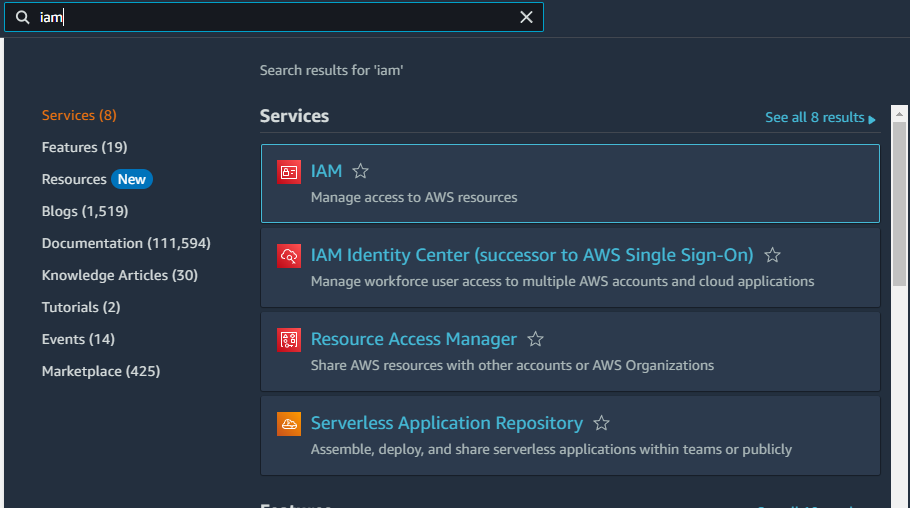 iam
Search results for 'iam'
Services (8)
Features (19)
Resources New
Blogs (1,519)
Documentation (111,594)
Knowledge Articles (30)
Tutorials (2)
Events (14)
Marketplace (425)
Services
See all 8 results
IAM
Manage access to AWS resources
IAM Identity Center (successor to AWS Single Sign-On)
Manage workforce user access to multiple AWS accounts and cloud applications
Resource Access Manager
Share AWS resources with other accounts or AWS Organizations
Serverless Application Repository
Assemble, deploy, and share serverless applications within teams or publicly
Features